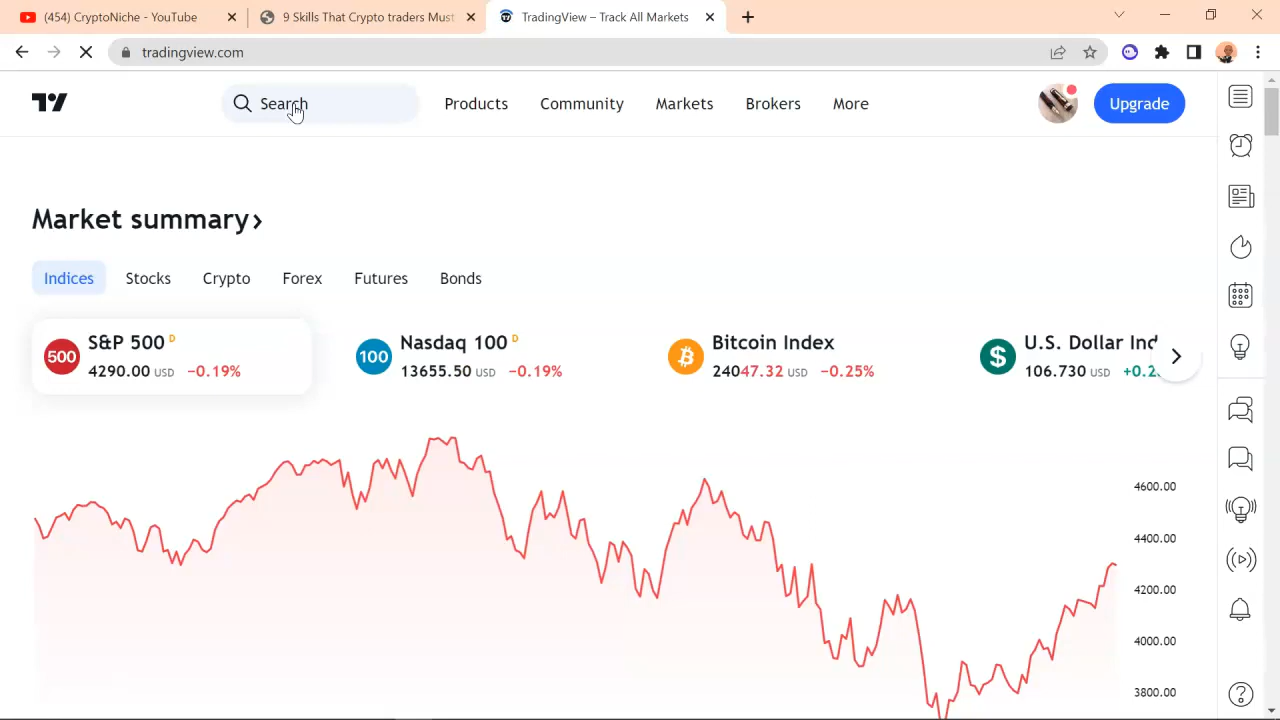 (454) CryptoNiche - YouTube
9 Skills That Crypto traders Must
TradingView – Track All Markets
tradingview.com
Search
Products
Community
Markets
Brokers
More
Upgrade
Market summary
Indices
Stocks
Crypto
Forex
Futures
Bonds
500
S&P 500 D
4290.00 USD −0.19%
100
Nasdaq 100 D
13655.50 USD −0.19%
Bitcoin Index
24047.32 USD −0.25%
U.S. Dollar Ind
106.730 USD +0.2
4600.00
4400.00
4200.00
4000.00
3800.00